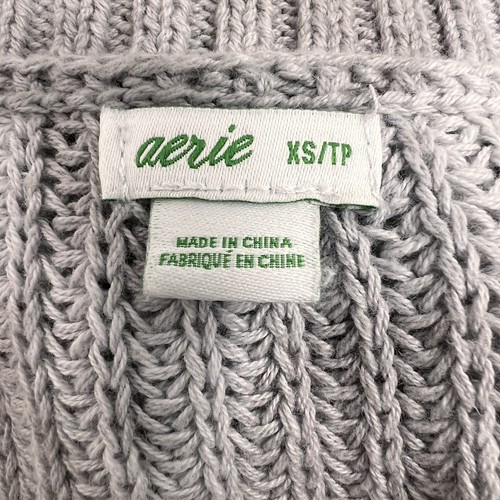 aerie XS/TP
MADE IN CHINA
FABRIQUÉ EN CHINE